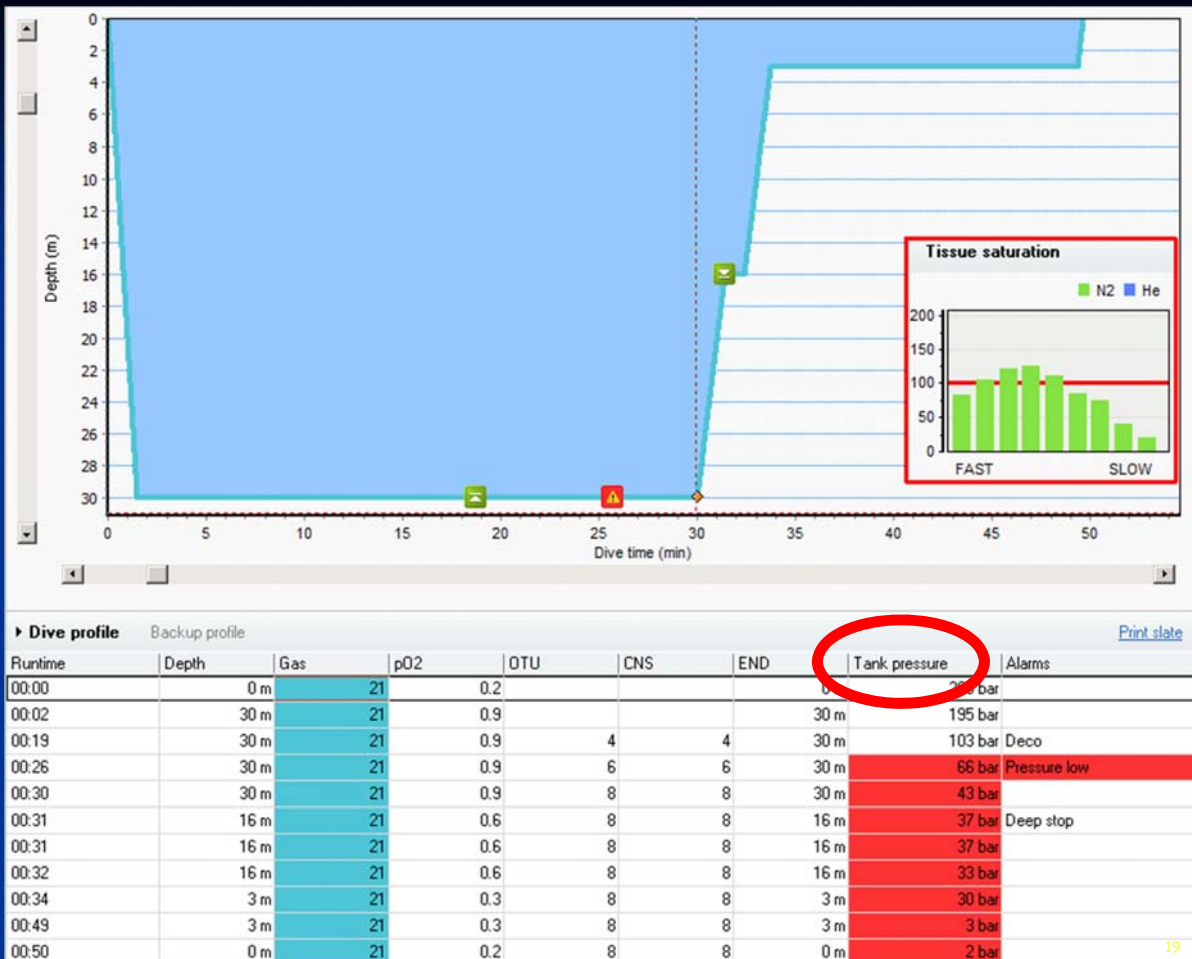 0
2
4
6
8
10
12
14
16
18
20
22
24
26
28
30
Depth (m)
0 5 10 15 20 25 30 35 40 45 50
Dive time (min)
Tissue saturation
N2 He
200
150
100
50
0
FAST SLOW
Dive profile Backup profile Print slate
Runtime Depth Gas pO2 OTU CNS END Tank pressure Alarms
00:00 0 m 21 0.2 bar
00:02 30 m 21 0.9 30 m 195 bar
00:19 30 m 21 0.9 4 4 30 m 103 bar Deco
00:26 30 m 21 0.9 6 6 30 m 66 bar Pressure low
00:30 30 m 21 0.9 8 8 30 m 43 bar
00:31 16 m 21 0.6 8 8 16 m 37 bar Deep stop
00:31 16 m 21 0.6 8 8 16 m 37 bar
00:32 16 m 21 0.6 8 8 16 m 33 bar
00:34 3 m 21 0.3 8 8 3 m 30 bar
00:49 3 m 21 0.3 8 8 3 m 3 bar
00:50 0 m 21 0.2 8 8 0 m 2 bar
19